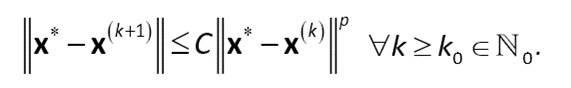 ‖x* − x⁽ᵏ⁺¹⁾‖ ≤ C‖x* − x⁽ᵏ⁾‖ᵖ ∀k ≥ k₀ ∈ ℕ₀.